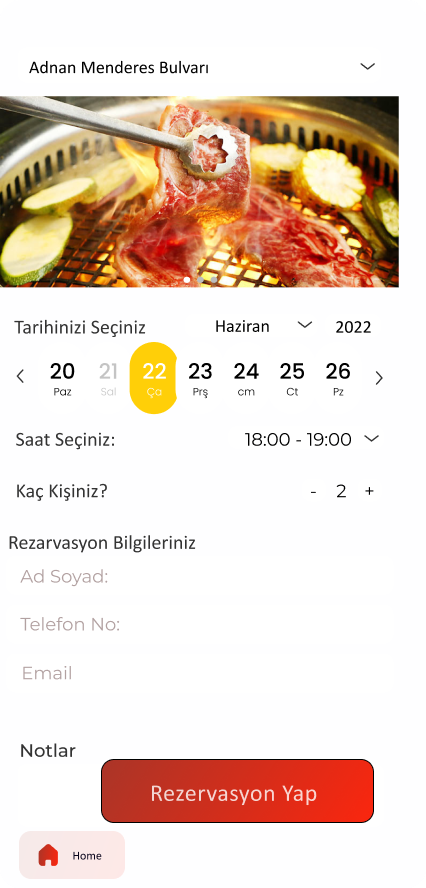 Adnan Menderes Bulvarı
Tarihinizi Seçiniz Haziran 2022
20 21 22 23 24 25 26
Paz Sal Ça Prş cm Ct Pz
Saat Seçiniz: 18:00 - 19:00
Kaç Kişiniz? - 2 +
Rezarvasyon Bilgileriniz
Ad Soyad:
Telefon No:
Email
Notlar
Rezervasyon Yap
Home